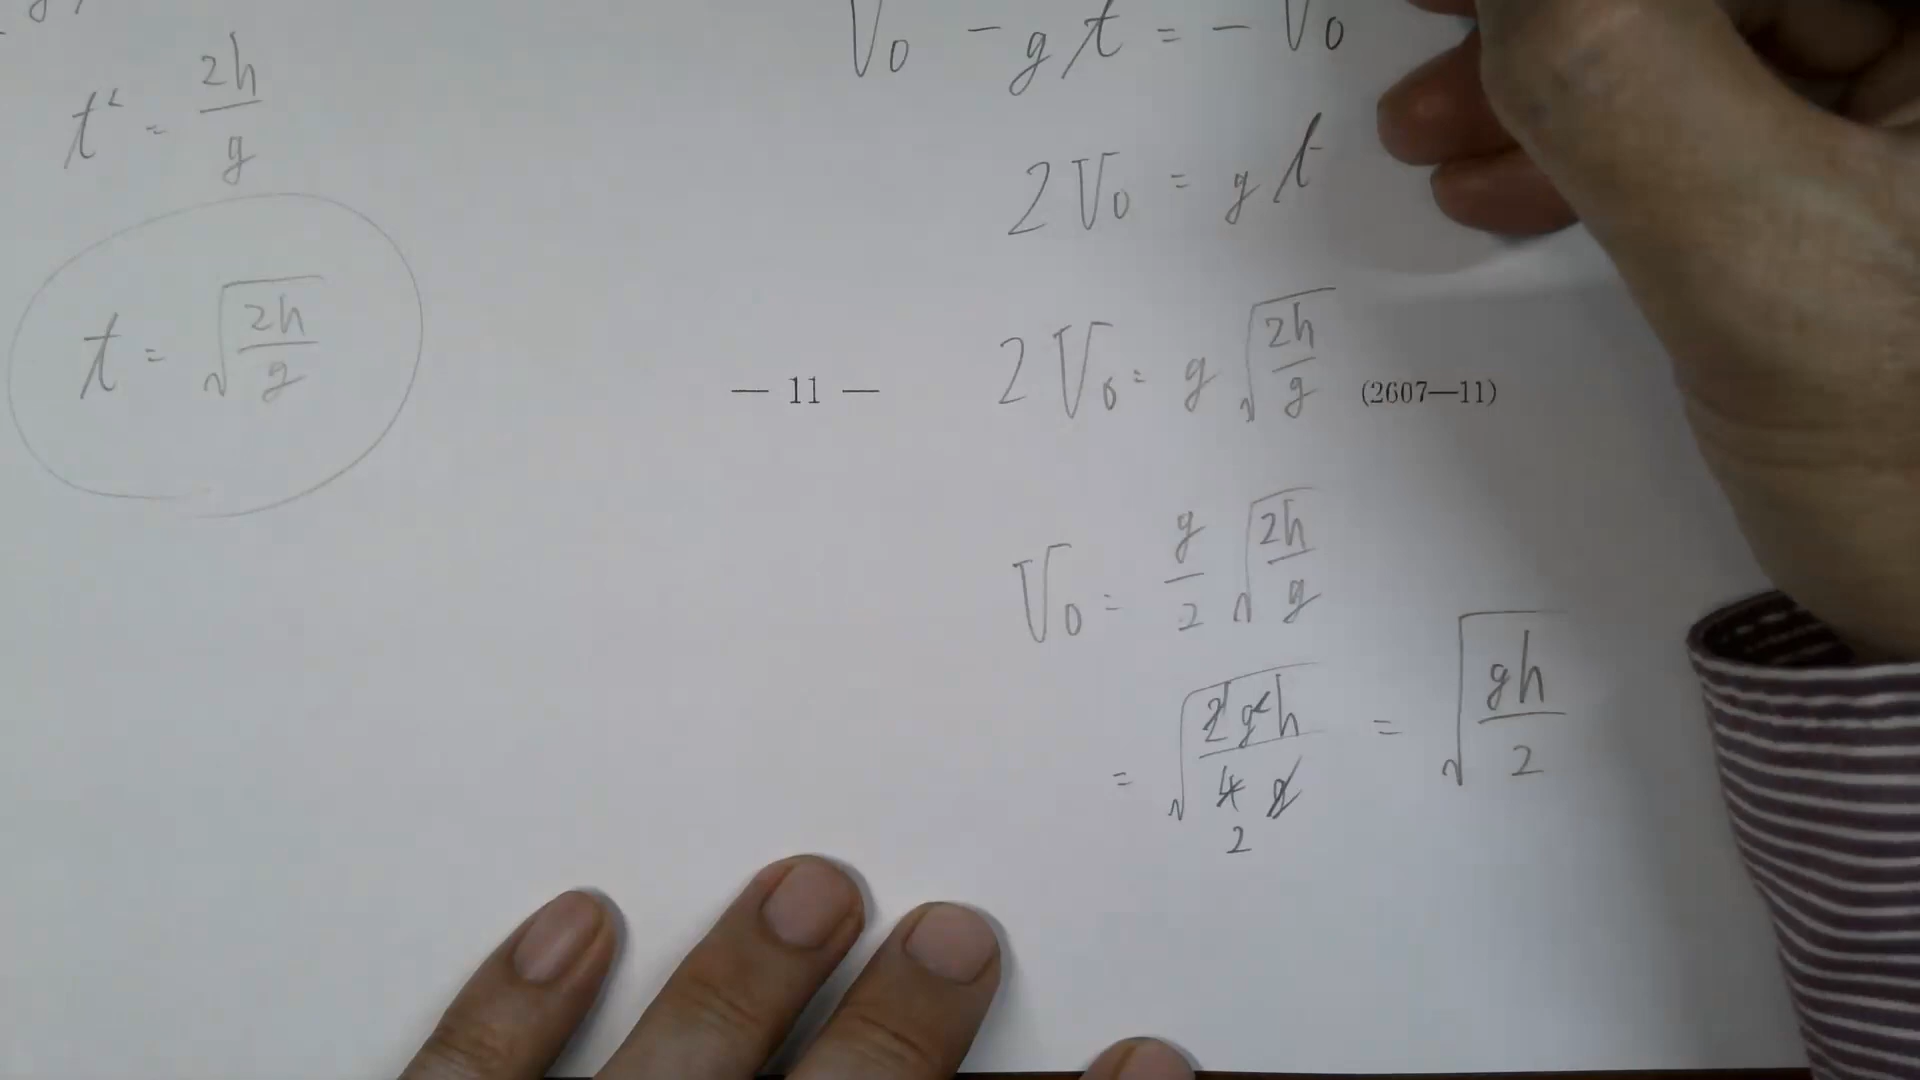 t² = 2h/g
t = √(2h/g)
V₀ - gt = - V₀
2V₀ = gt
2V₀ = g√(2h/g)
— 11 —
(2607—11)
V₀ = g/2 √(2h/g)
= √(2g²h/4g) = √(gh/2)
2